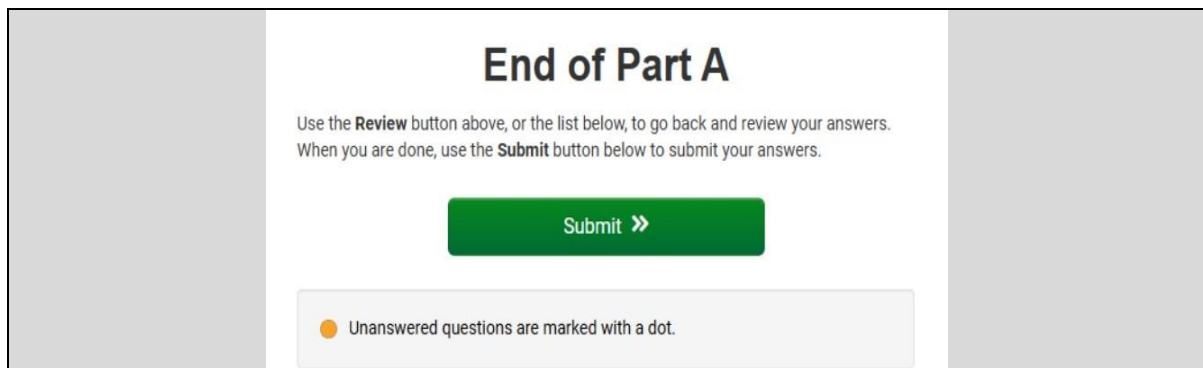 End of Part A
Use the Review button above, or the list below, to go back and review your answers.
When you are done, use the Submit button below to submit your answers.
Submit »
Unanswered questions are marked with a dot.